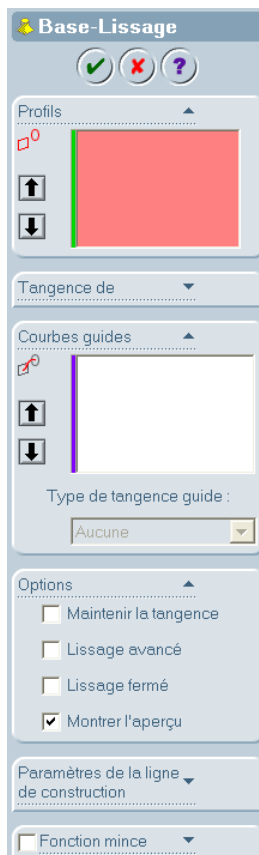 Base-Lissage
?
Profils
Tangence de
Courbes guides
Type de tangence guide :
Aucune
Options
Maintenir la tangence
Lissage avancé
Lissage fermé
Montrer l'aperçu
Paramètres de la ligne
de construction
Fonction mince